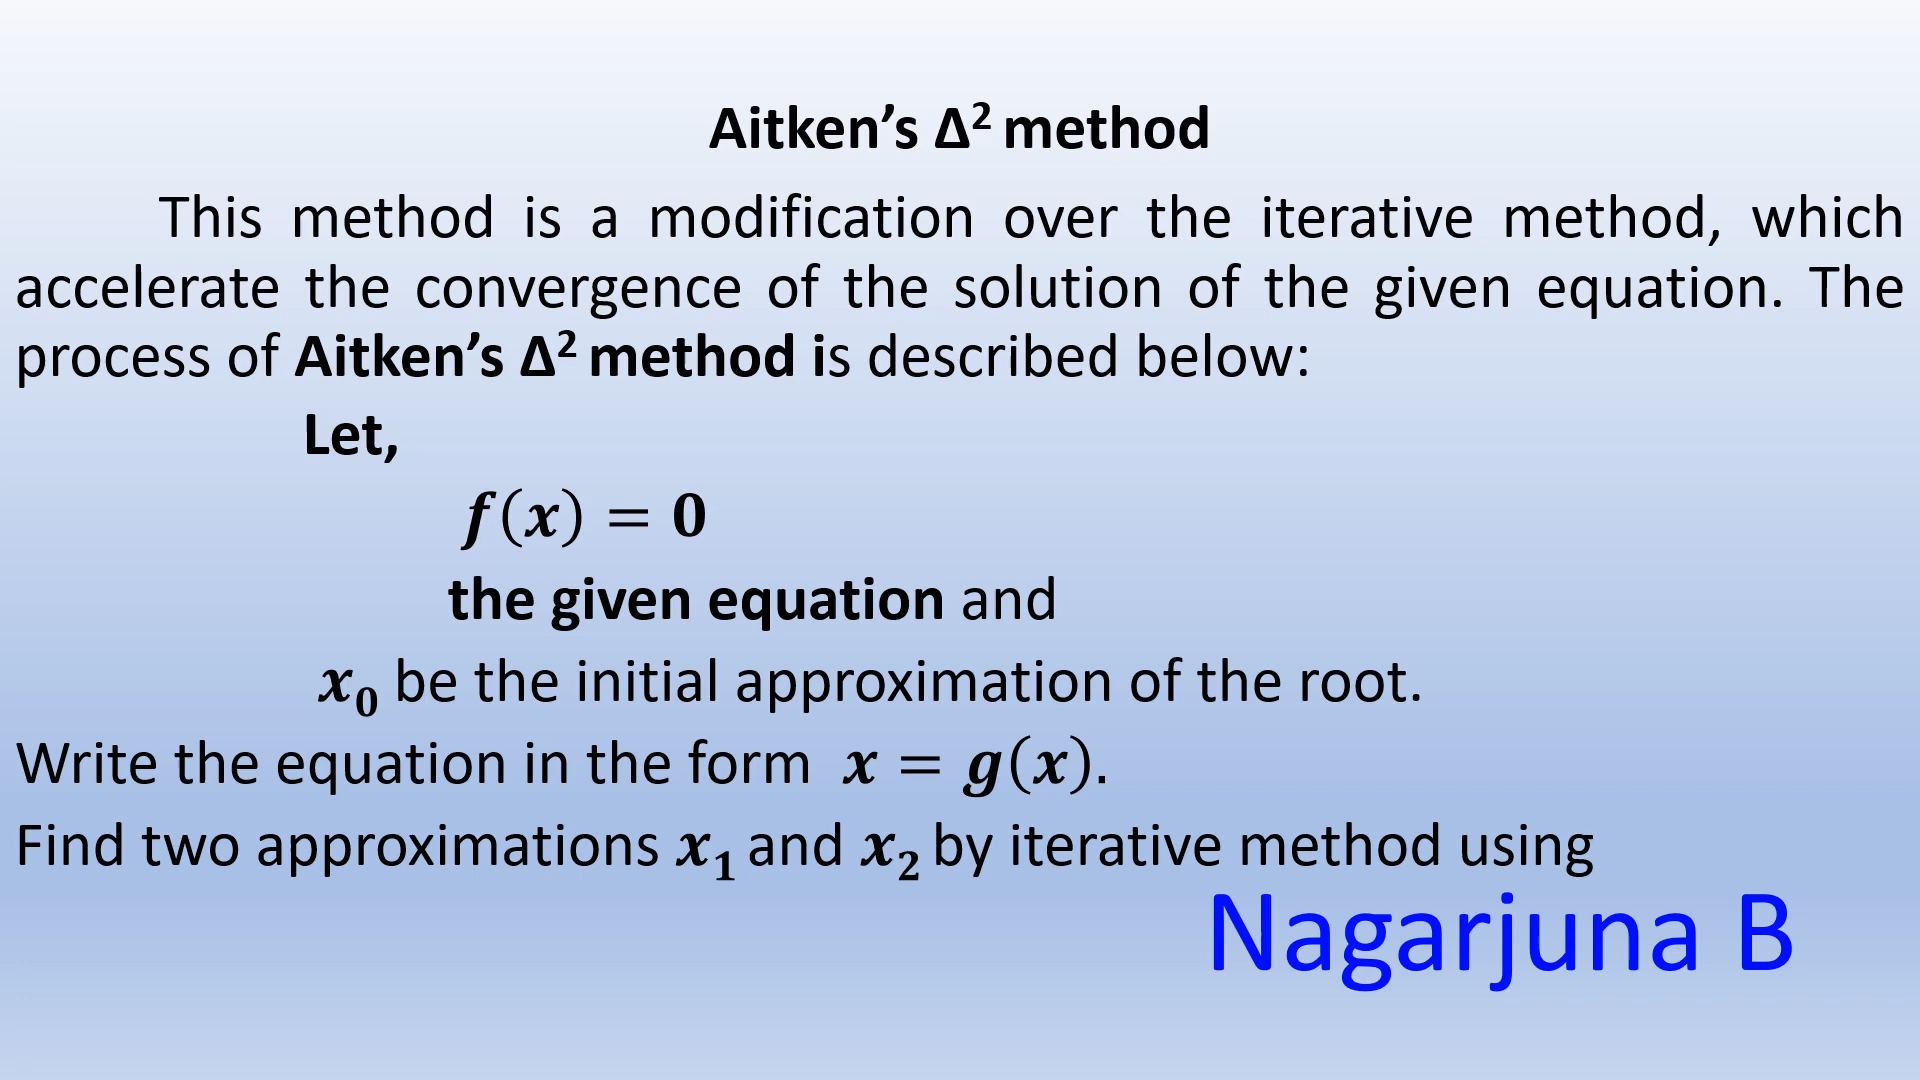 Aitken’s Δ² method
This method is a modification over the iterative method, which
accelerate the convergence of the solution of the given equation. The
process of Aitken’s Δ² method is described below:
Let,
f(x) = 0
the given equation and
x₀ be the initial approximation of the root.
Write the equation in the form x = g(x).
Find two approximations x₁ and x₂ by iterative method using
Nagarjuna B